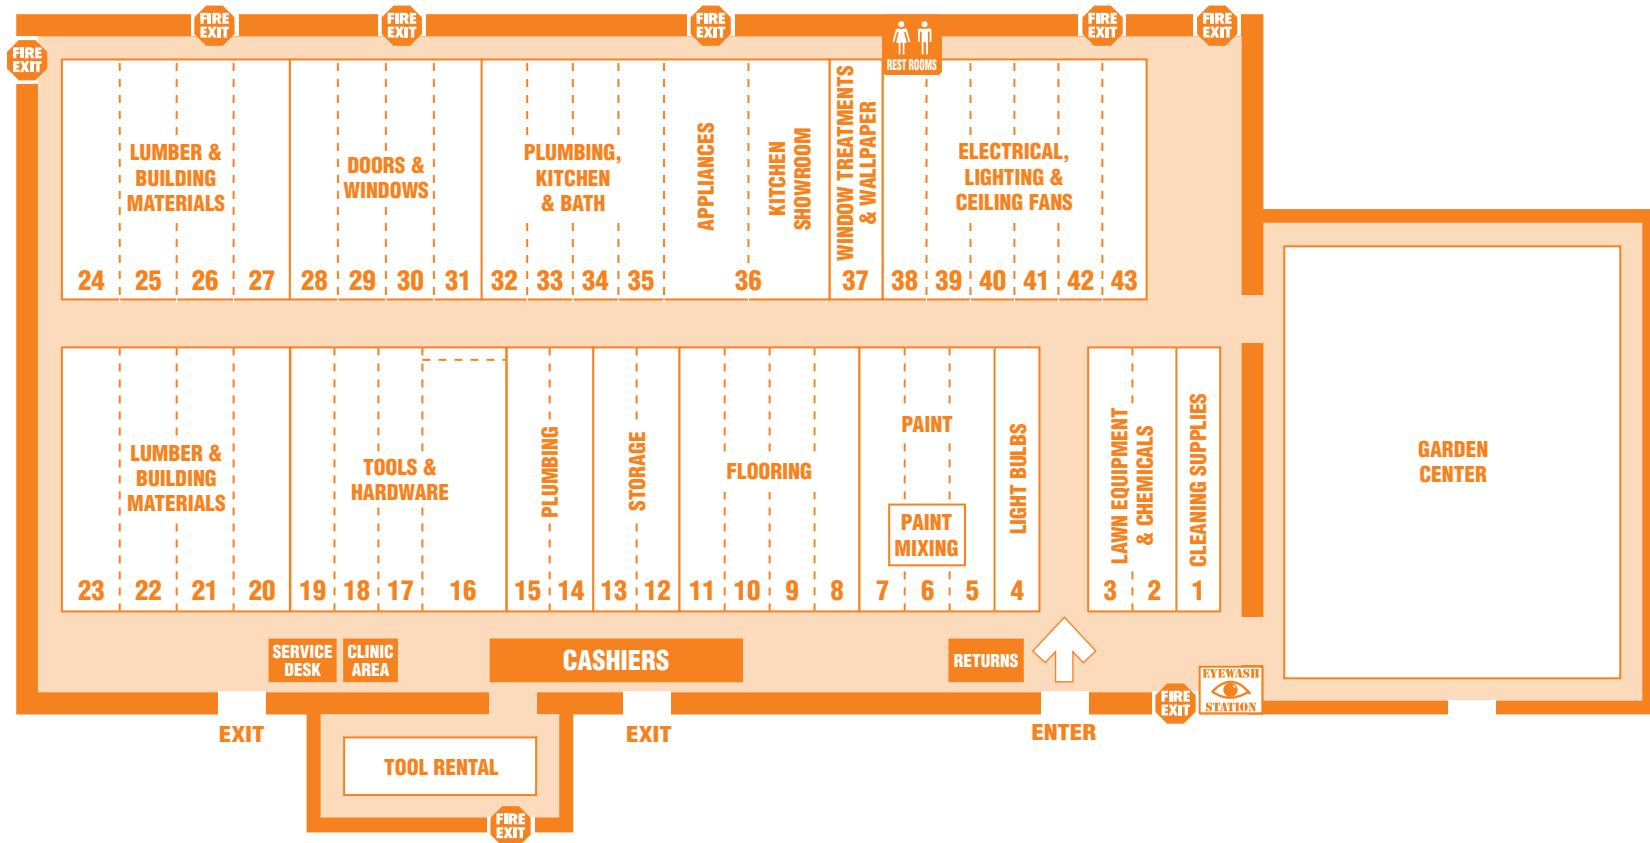 FIRE
EXIT
FIRE
EXIT
FIRE
EXIT
FIRE
EXIT
FIRE
EXIT
FIRE
EXIT
REST ROOMS
LUMBER &
BUILDING
MATERIALS
DOORS &
WINDOWS
PLUMBING,
KITCHEN
& BATH
APPLIANCES
KITCHEN
SHOWROOM
WINDOW TREATMENTS
& WALLPAPER
ELECTRICAL,
LIGHTING &
CEILING FANS
24 25 26 27 28 29 30 31 32 33 34 35 36 37 38 39 40 41 42 43
LUMBER &
BUILDING
MATERIALS
TOOLS &
HARDWARE
PLUMBING
STORAGE
FLOORING
PAINT
PAINT
MIXING
LIGHT BULBS
LAWN EQUIPMENT
& CHEMICALS
CLEANING SUPPLIES
GARDEN
CENTER
23 22 21 20 19 18 17 16 15 14 13 12 11 10 9 8 7 6 5 4 3 2 1
SERVICE
DESK
CLINIC
AREA
CASHIERS
RETURNS
EYEWASH
STATION
FIRE
EXIT
EXIT
EXIT
ENTER
TOOL RENTAL
FIRE
EXIT